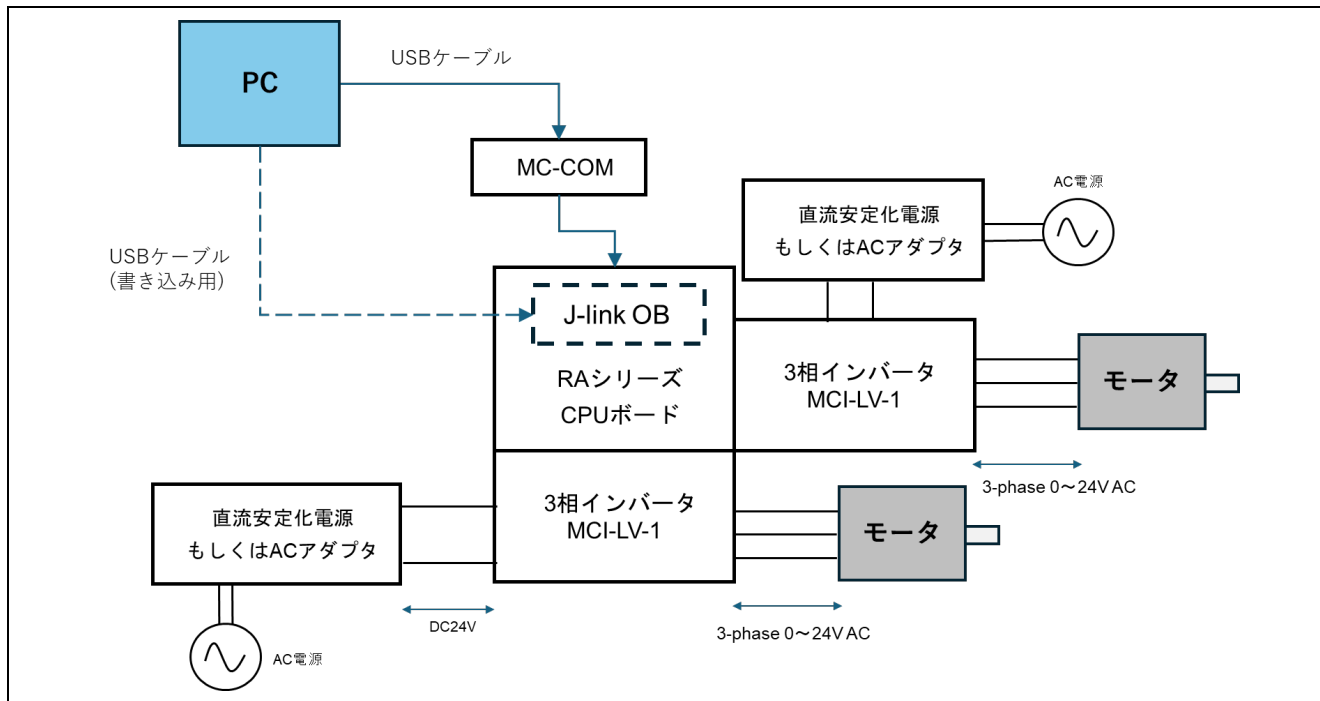 PC
USBケーブル
MC-COM
USBケーブル
(書き込み用)
J-link OB
RAシリーズ
CPUボード
直流安定化電源
もしくはACアダプタ
AC電源
3相インバータ
MCI-LV-1
モータ
3-phase 0～24V AC
直流安定化電源
もしくはACアダプタ
DC24V
AC電源
3相インバータ
MCI-LV-1
モータ
3-phase 0～24V AC